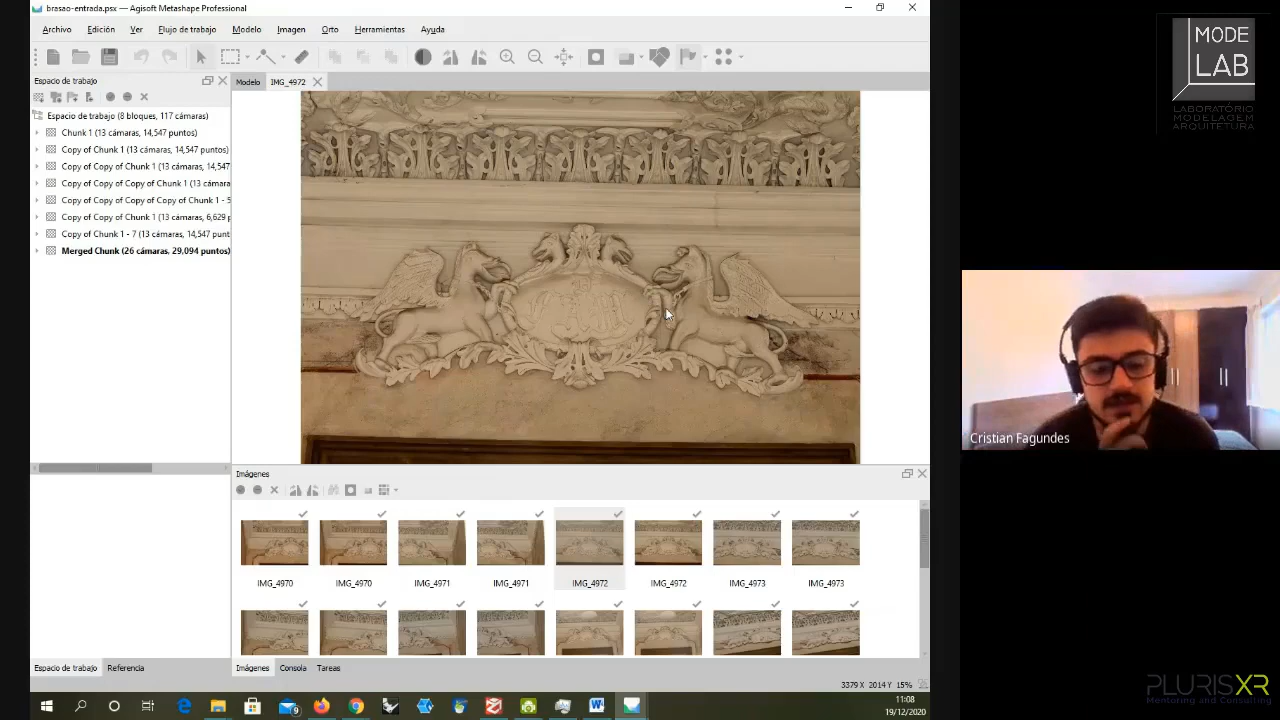 brasao-entrada.psx — Agisoft Metashape Professional
Archivo Edición Ver Flujo de trabajo Modelo Imagen Orto Herramientas Ayuda
Espacio de trabajo
Modelo IMG_4972
Espacio de trabajo (8 bloques, 117 cámaras)
Chunk 1 (13 cámaras, 14,547 puntos)
Copy of Chunk 1 (13 cámaras, 14,547 puntos)
Copy of Copy of Chunk 1 (13 cámaras, 14,547
Copy of Copy of Copy of Chunk 1 (13 cámara
Copy of Copy of Copy of Copy of Chunk 1 - 5
Copy of Copy of Chunk 1 (13 cámaras, 6,629 p
Copy of Chunk 1 - 7 (13 cámaras, 14,547 punt
Merged Chunk (26 cámaras, 29,094 puntos)
Imágenes
IMG_4970 IMG_4970 IMG_4971 IMG_4971 IMG_4972 IMG_4972 IMG_4973 IMG_4973
Espacio de trabajo Referencia
Imágenes Consola Tareas
3379 X 2014 Y 15%
11:08
19/12/2020
MODE
LAB
LABORATÓRIO
MODELAGEM
ARQUITETURA
Cristian Fagundes
PLURISXR
Mentoring and Consulting